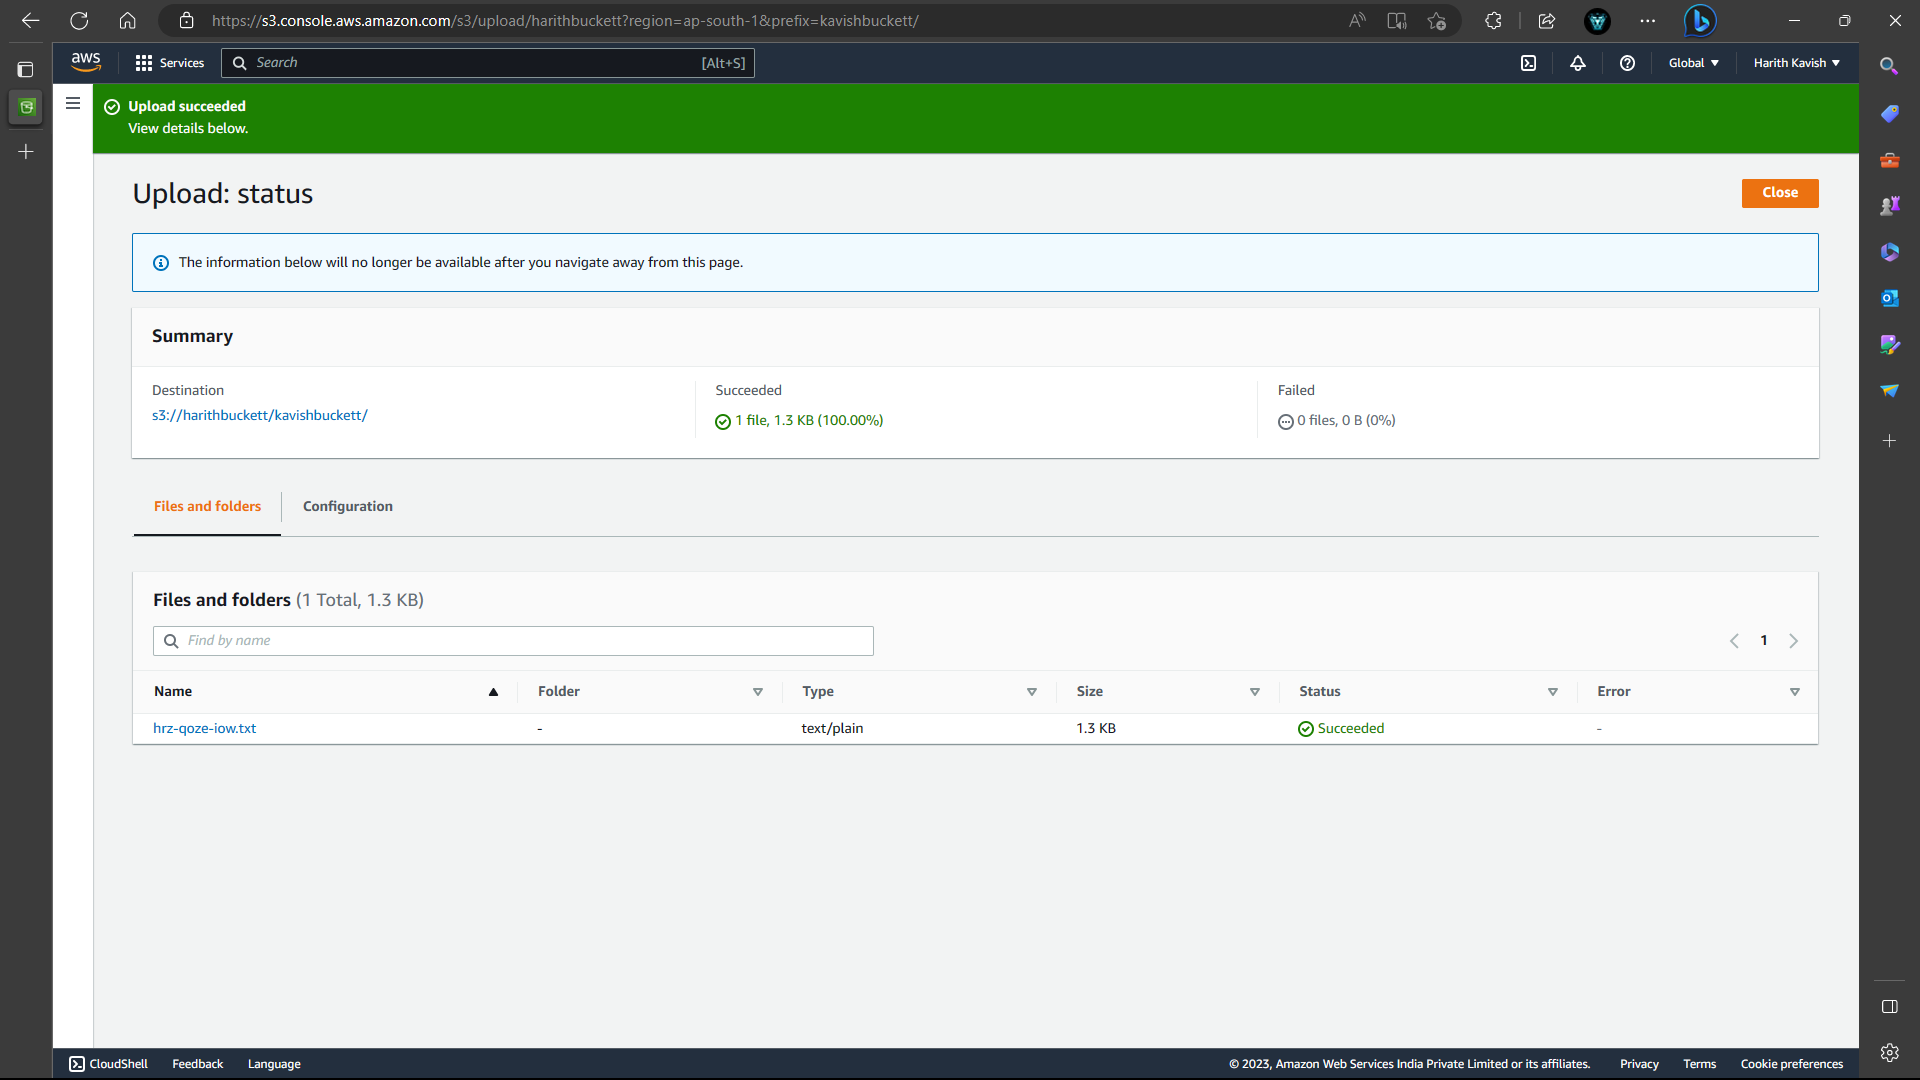 https://s3.console.aws.amazon.com/s3/upload/harithbuckett?region=ap-south-1&prefix=kavishbuckett/
aws
Services
Search
[Alt+S]
Global
Harith Kavish
Upload succeeded
View details below.
Upload: status
Close
The information below will no longer be available after you navigate away from this page.
Summary
Destination
s3://harithbuckett/kavishbuckett/
Succeeded
1 file, 1.3 KB (100.00%)
Failed
0 files, 0 B (0%)
Files and folders
Configuration
Files and folders (1 Total, 1.3 KB)
Find by name
1
Name Folder Type Size Status Error
hrz-qoze-iow.txt - text/plain 1.3 KB Succeeded -
CloudShell Feedback Language © 2023, Amazon Web Services India Private Limited or its affiliates. Privacy Terms Cookie preferences